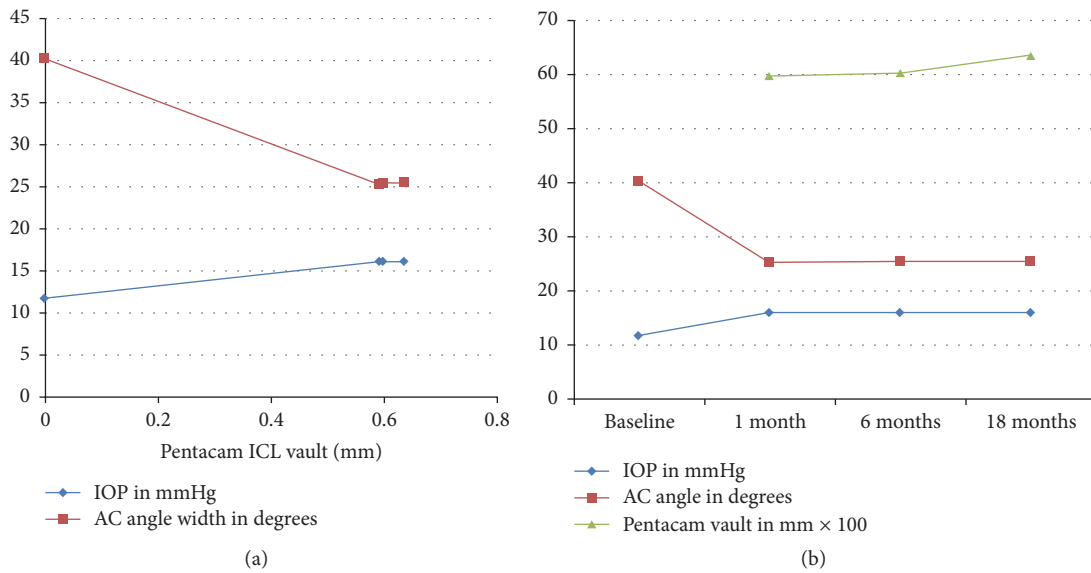 45
40
35
30
25
20
15
10
5
0
0
0.2
0.4
0.6
0.8
Pentacam ICL vault (mm)
IOP in mmHg
AC angle width in degrees
(a)
70
60
50
40
30
20
10
0
Baseline
1 month
6 months
18 months
IOP in mmHg
AC angle in degrees
Pentacam vault in mm × 100
(b)